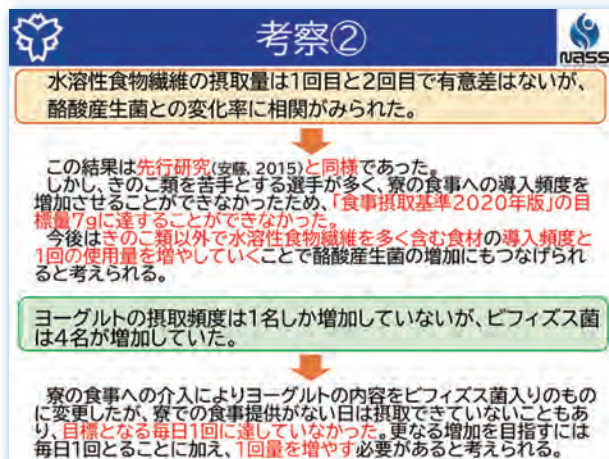 考察②
NASS
水溶性食物繊維の摂取量は1回目と2回目で有意差はないが、
酪酸産生菌との変化率に相関がみられた。
この結果は先行研究(安藤, 2015)と同様であった。
しかし、きのこ類を苦手とする選手が多く、寮の食事への導入頻度を
増加させることができなかったため、「食事摂取基準2020年版」の目
標量7gに達することができなかった。
今後はきのこ類以外で水溶性食物繊維を多く含む食材の導入頻度と
1回の使用量を増やしていくことで酪酸産生菌の増加にもつなげられ
ると考えられる。
ヨーグルトの摂取頻度は1名しか増加していないが、ビフィズス菌
は4名が増加していた。
寮の食事への介入によりヨーグルトの内容をビフィズス菌入りのもの
に変更したが、寮での食事提供がない日は摂取できていないこともあ
り、目標となる毎日1回に達していなかった。更なる増加を目指すには
毎日1回とることに加え、1回量を増やす必要があると考えられる。